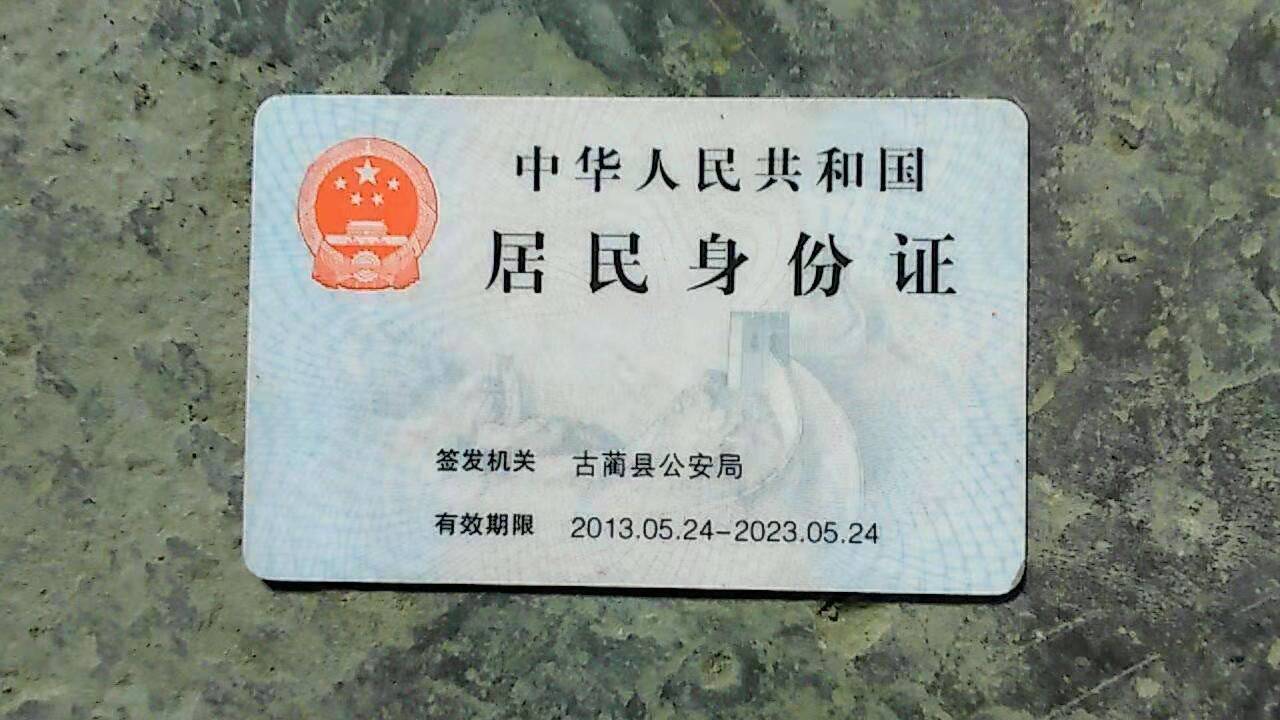 中华人民共和国
居民身份证
签发机关 古蔺县公安局
有效期限 2013.05.24-2023.05.24